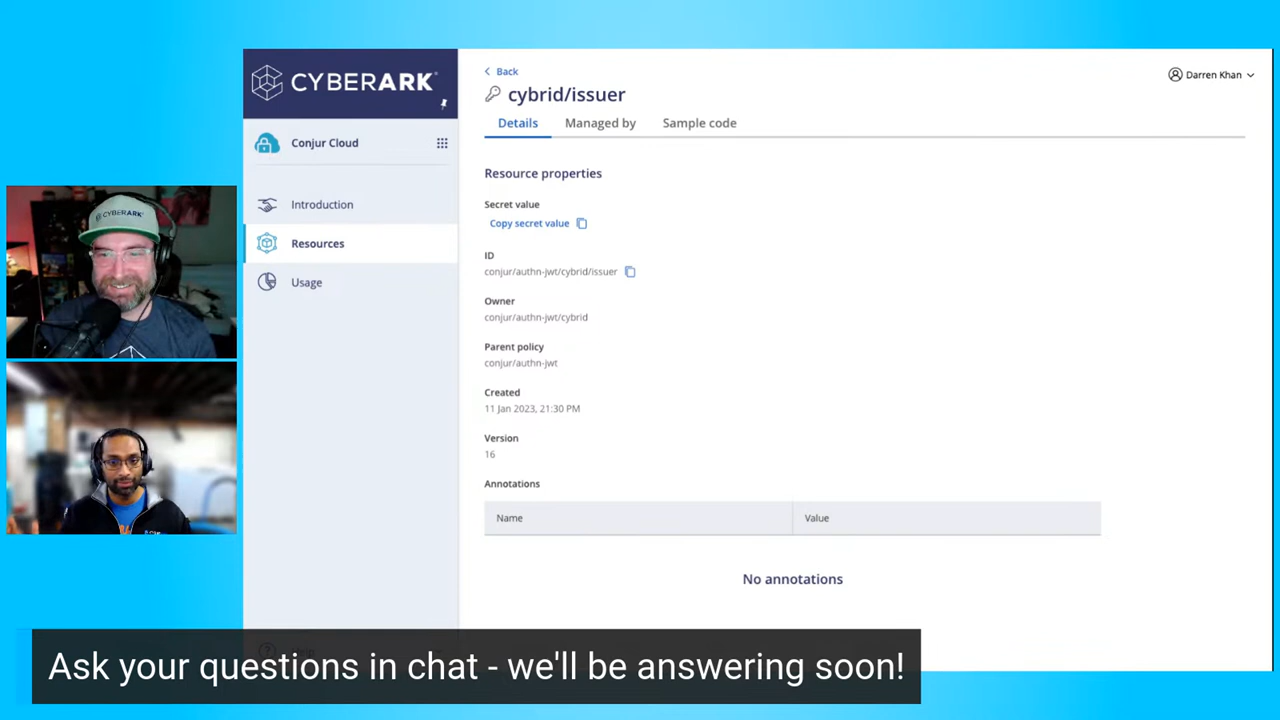 CYBERARK
Conjur Cloud
Introduction
Resources
Usage
Back
cybrid/issuer
Darren Khan
Details
Managed by
Sample code
Resource properties
Secret value
Copy secret value
ID
conjur/authn-jwt/cybrid/issuer
Owner
conjur/authn-jwt/cybrid
Parent policy
conjur/authn-jwt
Created
11 Jan 2023, 21:30 PM
Version
16
Annotations
Name
Value
No annotations
CYBERARK
Ask your questions in chat - we'll be answering soon!